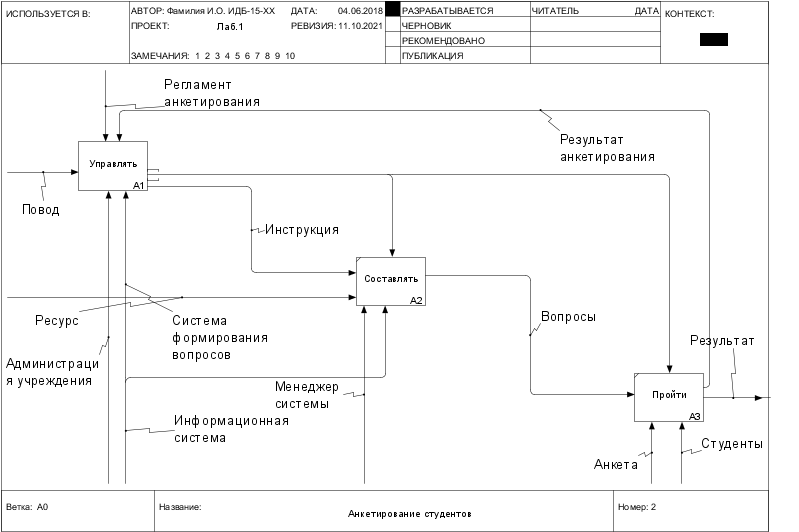 ИСПОЛЬЗУЕТСЯ В:
АВТОР: Фамилия И.О. ИДБ-15-XX
ДАТА: 04.06.2018
ПРОЕКТ: Лаб.1
РЕВИЗИЯ: 11.10.2021
ЗАМЕЧАНИЯ: 1 2 3 4 5 6 7 8 9 10
РАЗРАБАТЫВАЕТСЯ
ЧЕРНОВИК
РЕКОМЕНДОВАНО
ПУБЛИКАЦИЯ
ЧИТАТЕЛЬ
ДАТА
КОНТЕКСТ:
Регламент
анкетирования
Результат
анкетирования
Управлять
A1
Повод
Инструкция
Составлять
A2
Ресурс
Система
формирования
вопросов
Вопросы
Результат
Администраци
я учреждения
Менеджер
системы
Пройти
A3
Информационная
система
Анкета
Студенты
Ветка: A0
Название:
Анкетирование студентов
Номер: 2